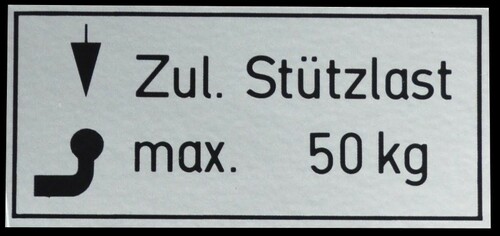 Zul. Stützlast
max. 50 kg